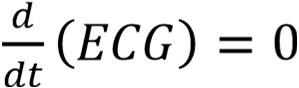 d/dt (ECG) = 0